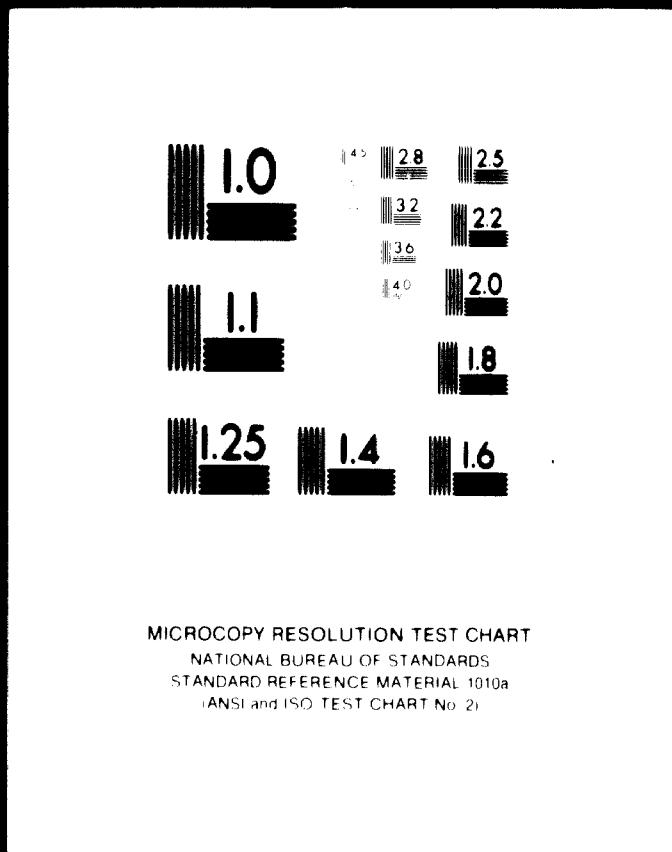 1.0
4.5 2.8 2.5
3.2 2.2
3.6
4.0 2.0
1.1
1.8
1.25 1.4 1.6
MICROCOPY RESOLUTION TEST CHART
NATIONAL BUREAU OF STANDARDS
STANDARD REFERENCE MATERIAL 1010a
(ANSI and ISO TEST CHART No. 2)